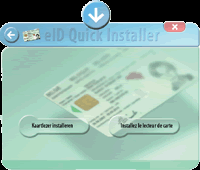 eID Quick Installer
Kaartlezer installeren
Installez le lecteur de carte